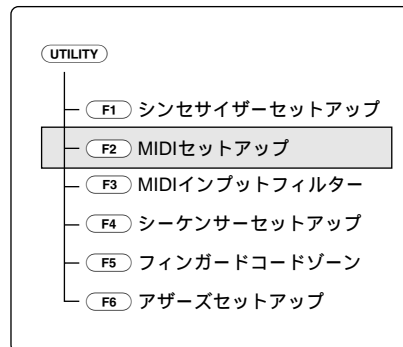 UTILITY
F1 シンセサイザーセットアップ
F2 MIDIセットアップ
F3 MIDIインプットフィルター
F4 シーケンサーセットアップ
F5 フィンガードコードゾーン
F6 アザーズセットアップ